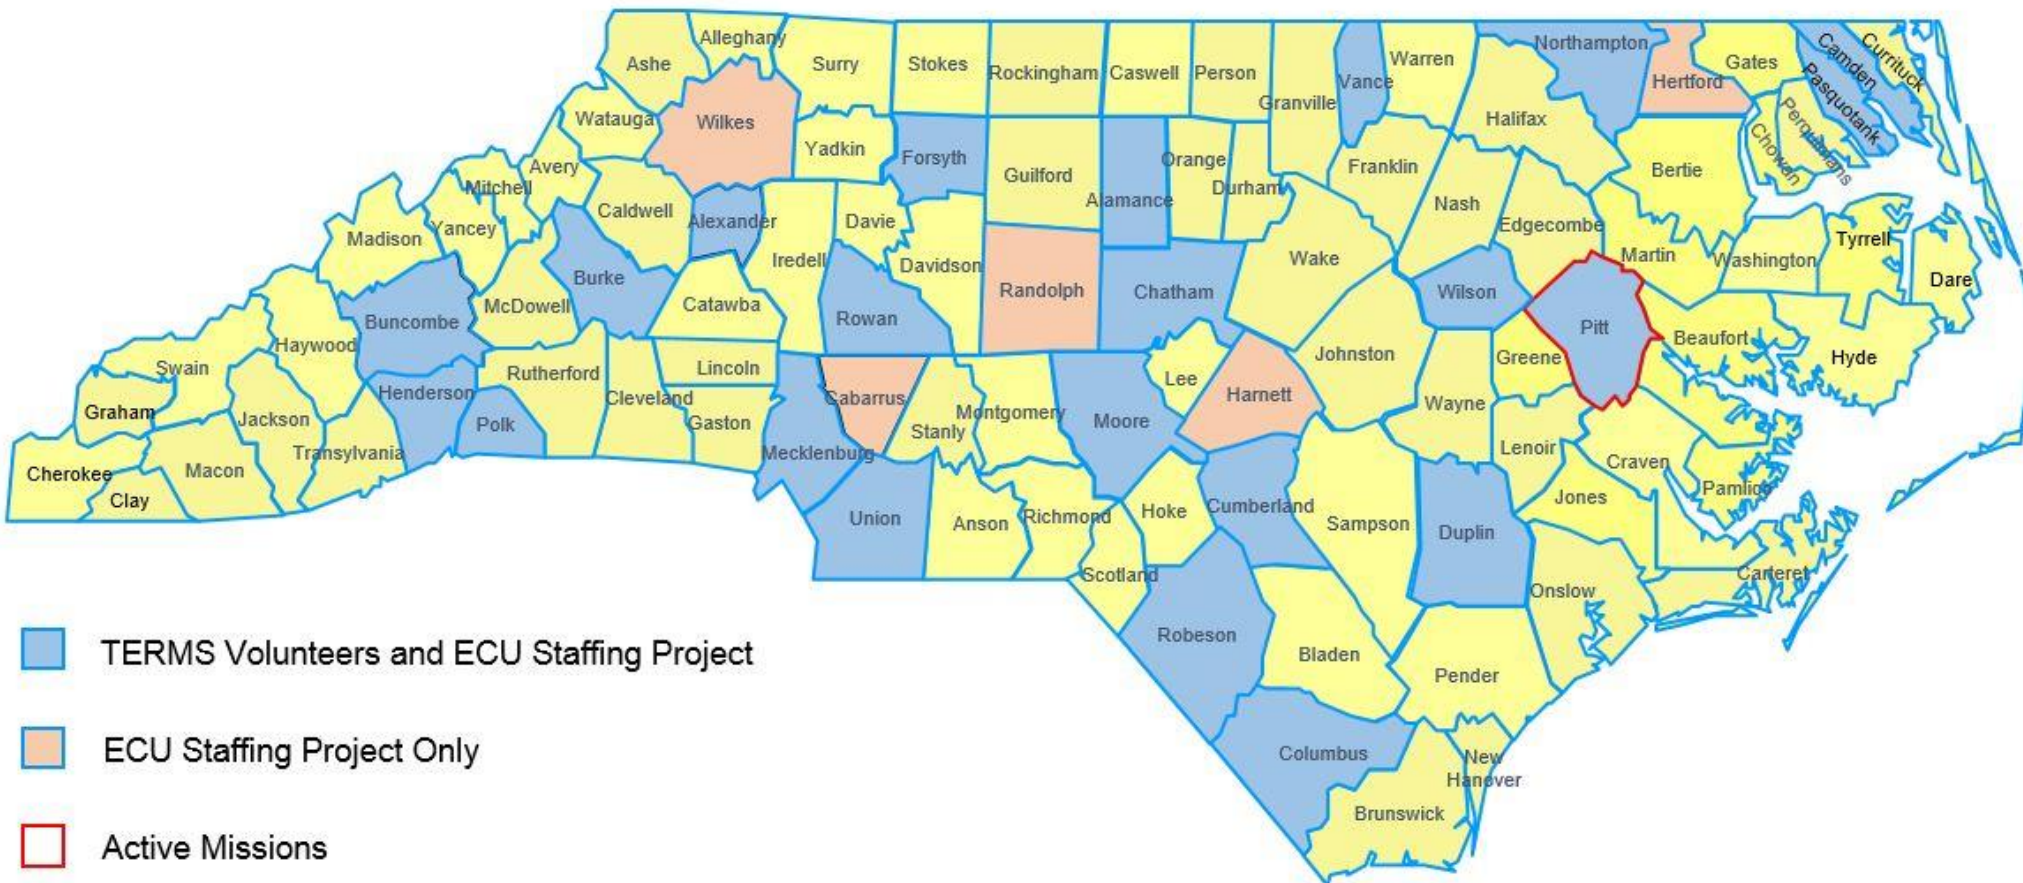 Alleghany
Ashe
Surry
Stokes
Rockingham
Caswell
Person
Granville
Vance
Warren
Northampton
Hertford
Gates
Camden
Currituck
Pasquotank
Perquimans
Chowan
Watauga
Wilkes
Yadkin
Forsyth
Guilford
Alamance
Orange
Durham
Franklin
Halifax
Bertie
Avery
Mitchell
Yancey
Madison
Caldwell
Alexander
Iredell
Davie
Davidson
Randolph
Chatham
Wake
Nash
Edgecombe
Martin
Washington
Tyrrell
Dare
Buncombe
McDowell
Burke
Catawba
Rowan
Wilson
Pitt
Beaufort
Hyde
Haywood
Swain
Graham
Jackson
Henderson
Polk
Rutherford
Cleveland
Lincoln
Gaston
Mecklenburg
Cabarrus
Stanly
Montgomery
Moore
Lee
Harnett
Johnston
Greene
Wayne
Lenoir
Craven
Pamlico
Jones
Cherokee
Clay
Macon
Transylvania
Union
Anson
Richmond
Scotland
Hoke
Cumberland
Sampson
Duplin
Onslow
Carteret
Robeson
Bladen
Pender
Columbus
New
Hanover
Brunswick
TERMS Volunteers and ECU Staffing Project
ECU Staffing Project Only
Active Missions